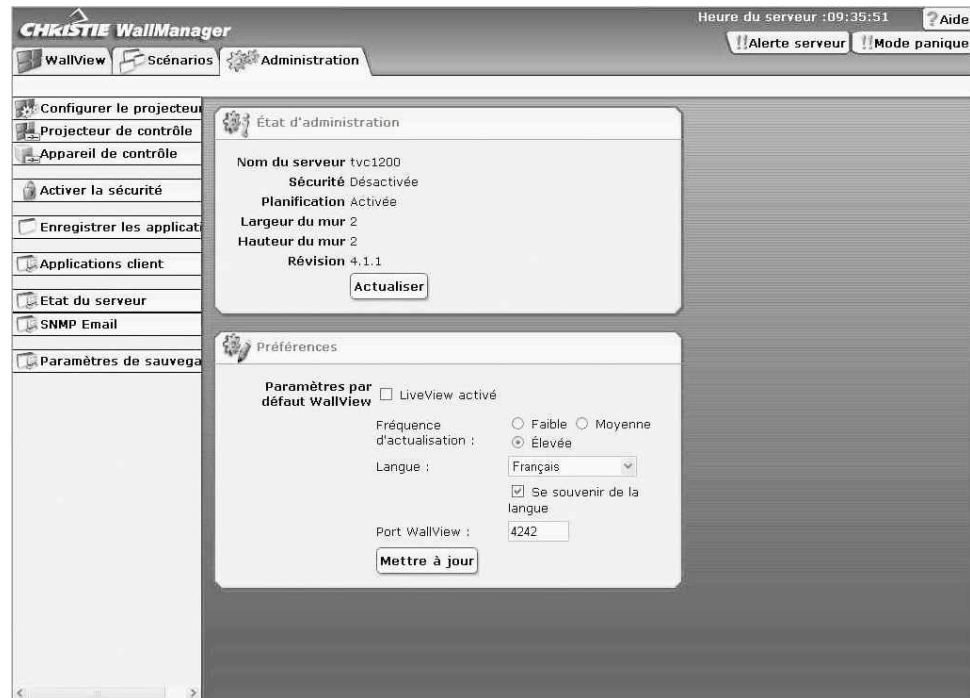 CHRISTIE WallManager
Heure du serveur :09:35:51
?Aide
!!Alerte serveur
!!Mode panique
WallView
Scénarios
Administration
Configurer le projecteur
Projecteur de contrôle
Appareil de contrôle
Activer la sécurité
Enregistrer les applicati
Applications client
Etat du serveur
SNMP Email
Paramètres de sauvega
État d'administration
Nom du serveur tvc1200
Sécurité Désactivée
Planification Activée
Largeur du mur 2
Hauteur du mur 2
Révision 4.1.1
Actualiser
Préférences
Paramètres par
défaut WallView
LiveView activé
Fréquence
d'actualisation :
Faible
Moyenne
Élevée
Langue :
Français
Se souvenir de la
langue
Port WallView :
4242
Mettre à jour